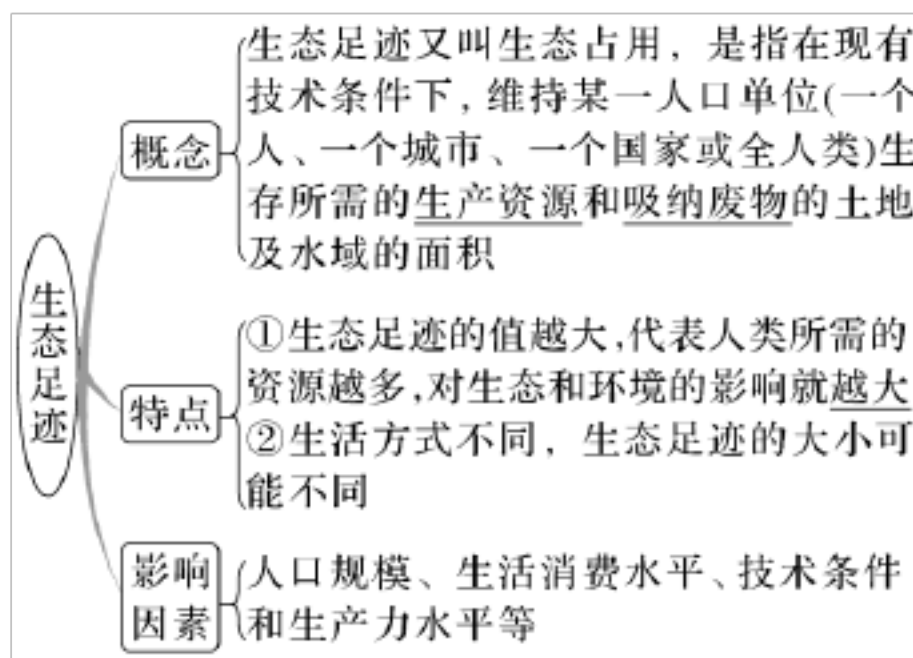 生态足迹
概念
生态足迹又叫生态占用，是指在现有
技术条件下，维持某一人口单位(一个
人、一个城市、一个国家或全人类)生
存所需的生产资源和吸纳废物的土地
及水域的面积
特点
①生态足迹的值越大,代表人类所需的
资源越多,对生态和环境的影响就越大
②生活方式不同，生态足迹的大小可
能不同
影响
因素
人口规模、生活消费水平、技术条件
和生产力水平等